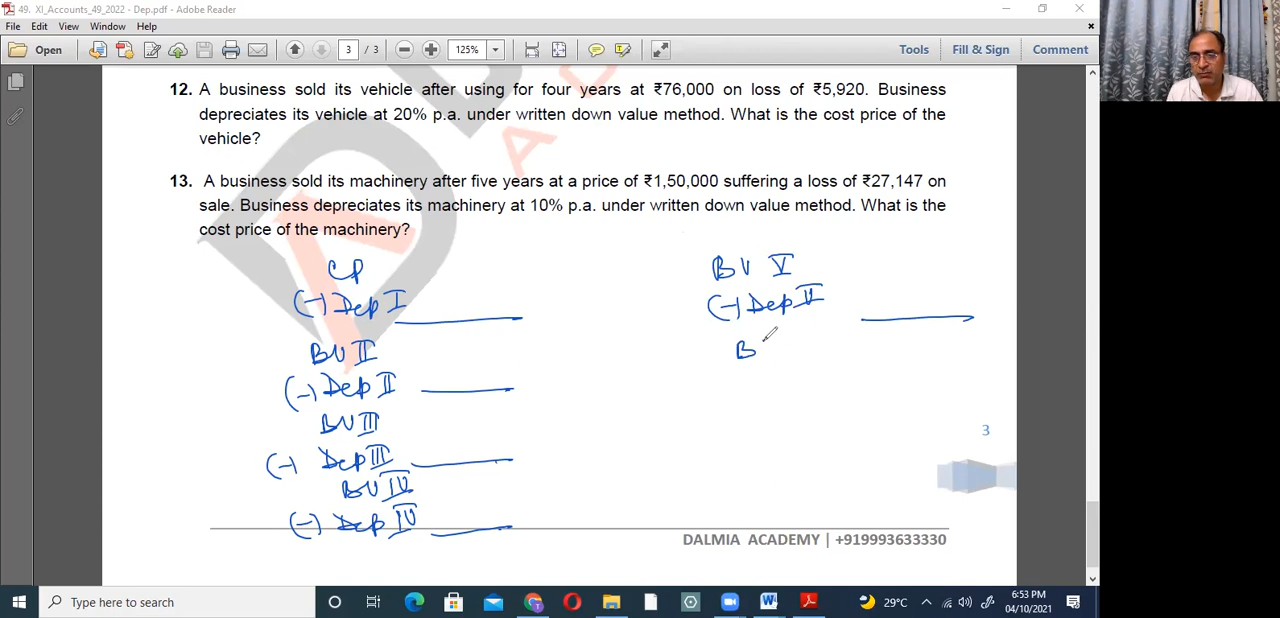 49. XI_Accounts_49_2022 - Dep.pdf - Adobe Reader
File Edit View Window Help
Open 3 / 3 125% Tools Fill & Sign Comment
12. A business sold its vehicle after using for four years at ₹76,000 on loss of ₹5,920. Business
depreciates its vehicle at 20% p.a. under written down value method. What is the cost price of the
vehicle?
13. A business sold its machinery after five years at a price of ₹1,50,000 suffering a loss of ₹27,147 on
sale. Business depreciates its machinery at 10% p.a. under written down value method. What is the
cost price of the machinery?
CP
(-) Dep I
BV II
(-) Dep II
BV III
(-) Dep III
BV IV
(-) Dep IV
BV V
(-) Dep V
B
3
DALMIA ACADEMY | +919993633330
Type here to search
29°C
6:53 PM
04/10/2021